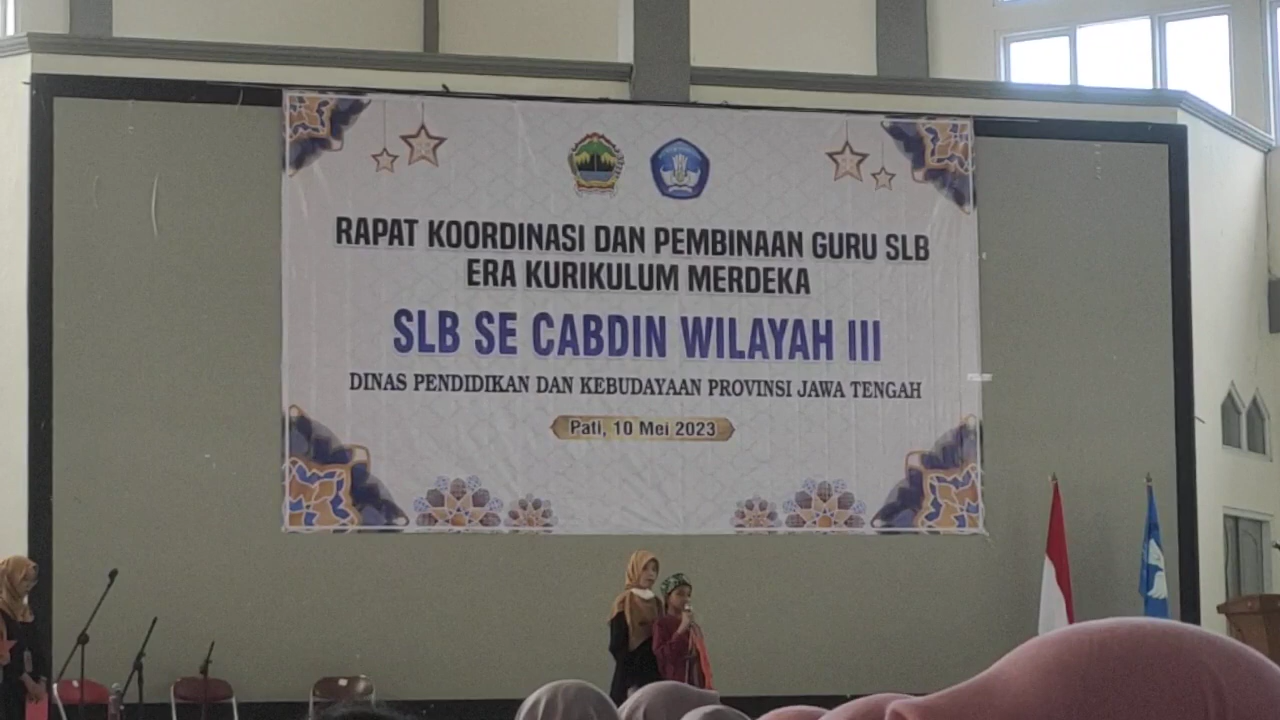 RAPAT KOORDINASI DAN PEMBINAAN GURU SLB
ERA KURIKULUM MERDEKA
SLB SE CABDIN WILAYAH III
DINAS PENDIDIKAN DAN KEBUDAYAAN PROVINSI JAWA TENGAH
Pati, 10 Mei 2023